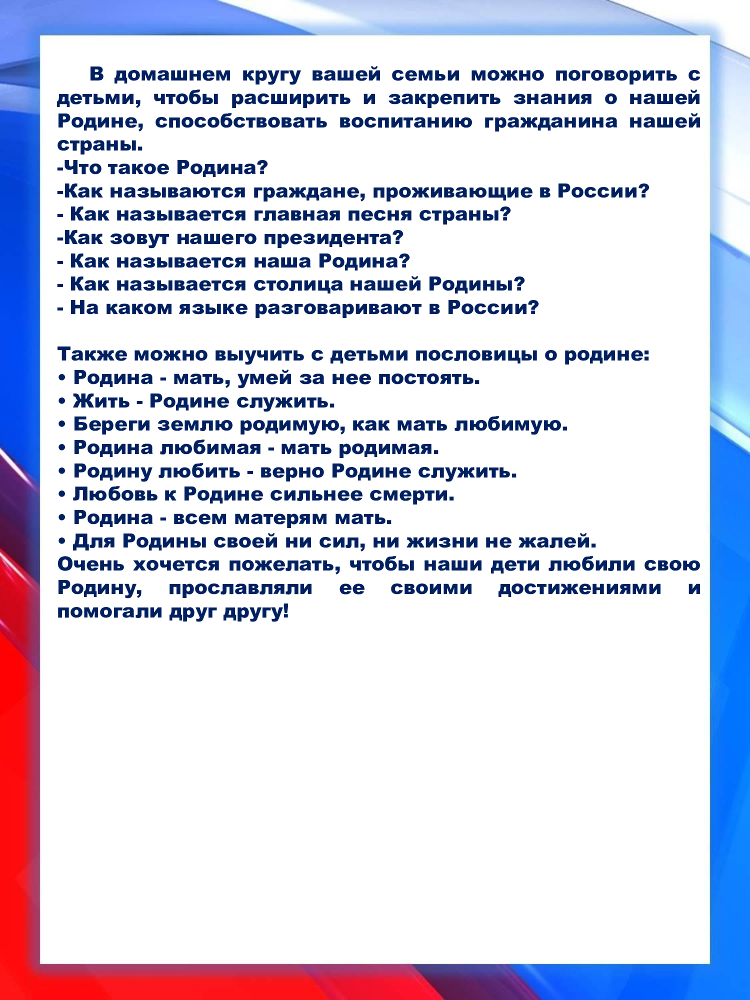 В домашнем кругу вашей семьи можно поговорить с
детьми, чтобы расширить и закрепить знания о нашей
Родине, способствовать воспитанию гражданина нашей
страны.
-Что такое Родина?
-Как называются граждане, проживающие в России?
- Как называется главная песня страны?
-Как зовут нашего президента?
- Как называется наша Родина?
- Как называется столица нашей Родины?
- На каком языке разговаривают в России?
Также можно выучить с детьми пословицы о родине:
• Родина - мать, умей за нее постоять.
• Жить - Родине служить.
• Береги землю родимую, как мать любимую.
• Родина любимая - мать родимая.
• Родину любить - верно Родине служить.
• Любовь к Родине сильнее смерти.
• Родина - всем матерям мать.
• Для Родины своей ни сил, ни жизни не жалей.
Очень хочется пожелать, чтобы наши дети любили свою
Родину, прославляли ее своими достижениями и
помогали друг другу!